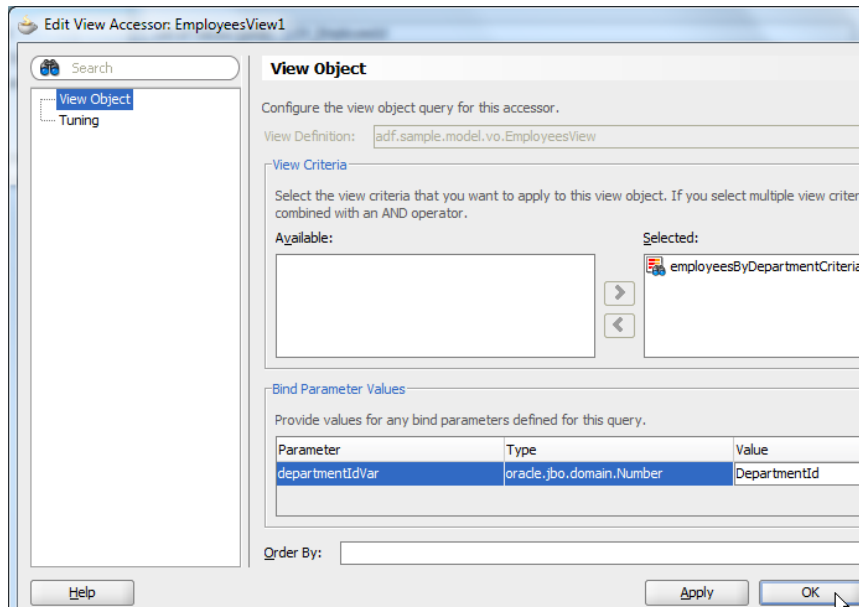 Edit View Accessor: EmployeesView1
Search
View Object
Tuning
View Object
Configure the view object query for this accessor.
View Definition: adf.sample.model.vo.EmployeesView
View Criteria
Select the view criteria that you want to apply to this view object. If you select multiple view criter
combined with an AND operator.
Available: Selected:
employeesByDepartmentCriteria
Bind Parameter Values
Provide values for any bind parameters defined for this query.
Parameter Type Value
departmentIdVar oracle.jbo.domain.Number DepartmentId
Order By:
Help Apply OK